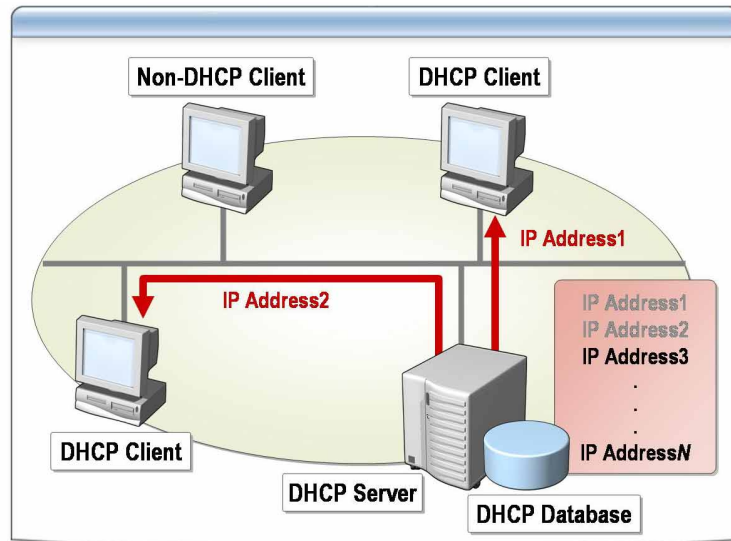 Non-DHCP Client
DHCP Client
IP Address1
IP Address2
IP Address1
IP Address2
IP Address3
.
.
.
IP AddressN
DHCP Client
DHCP Server
DHCP Database